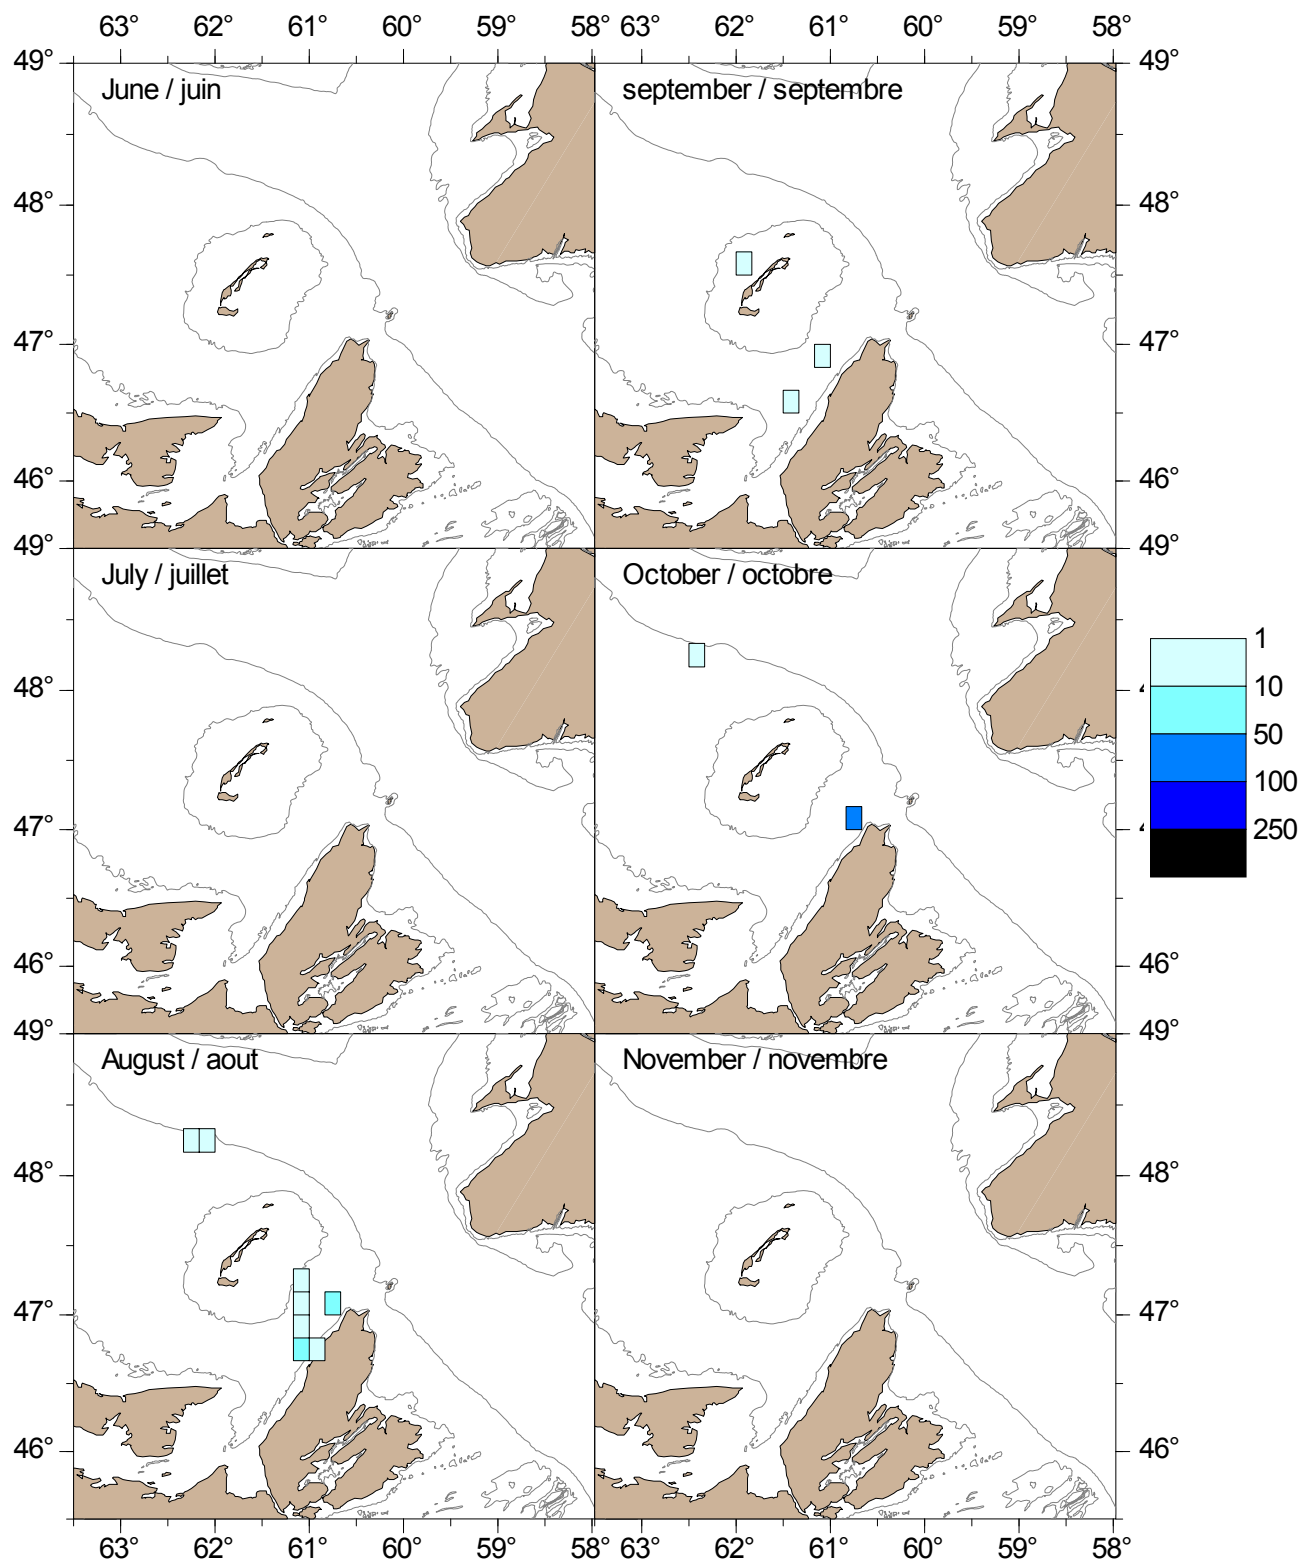 63° 62° 61° 60° 59° 63° 62° 61° 60° 59° 58°
49° June / juin september / septembre 49°
48° 48°
47° 47°
46° 46°
49° July / juillet October / octobre 49°
48°
47°
46° 46°
49° August / aout November / novembre 49°
48° 48°
47° 47°
46° 46°
63° 62° 61° 60° 59° 58° 63° 62° 61° 60° 59° 58°
1
10
50
100
250